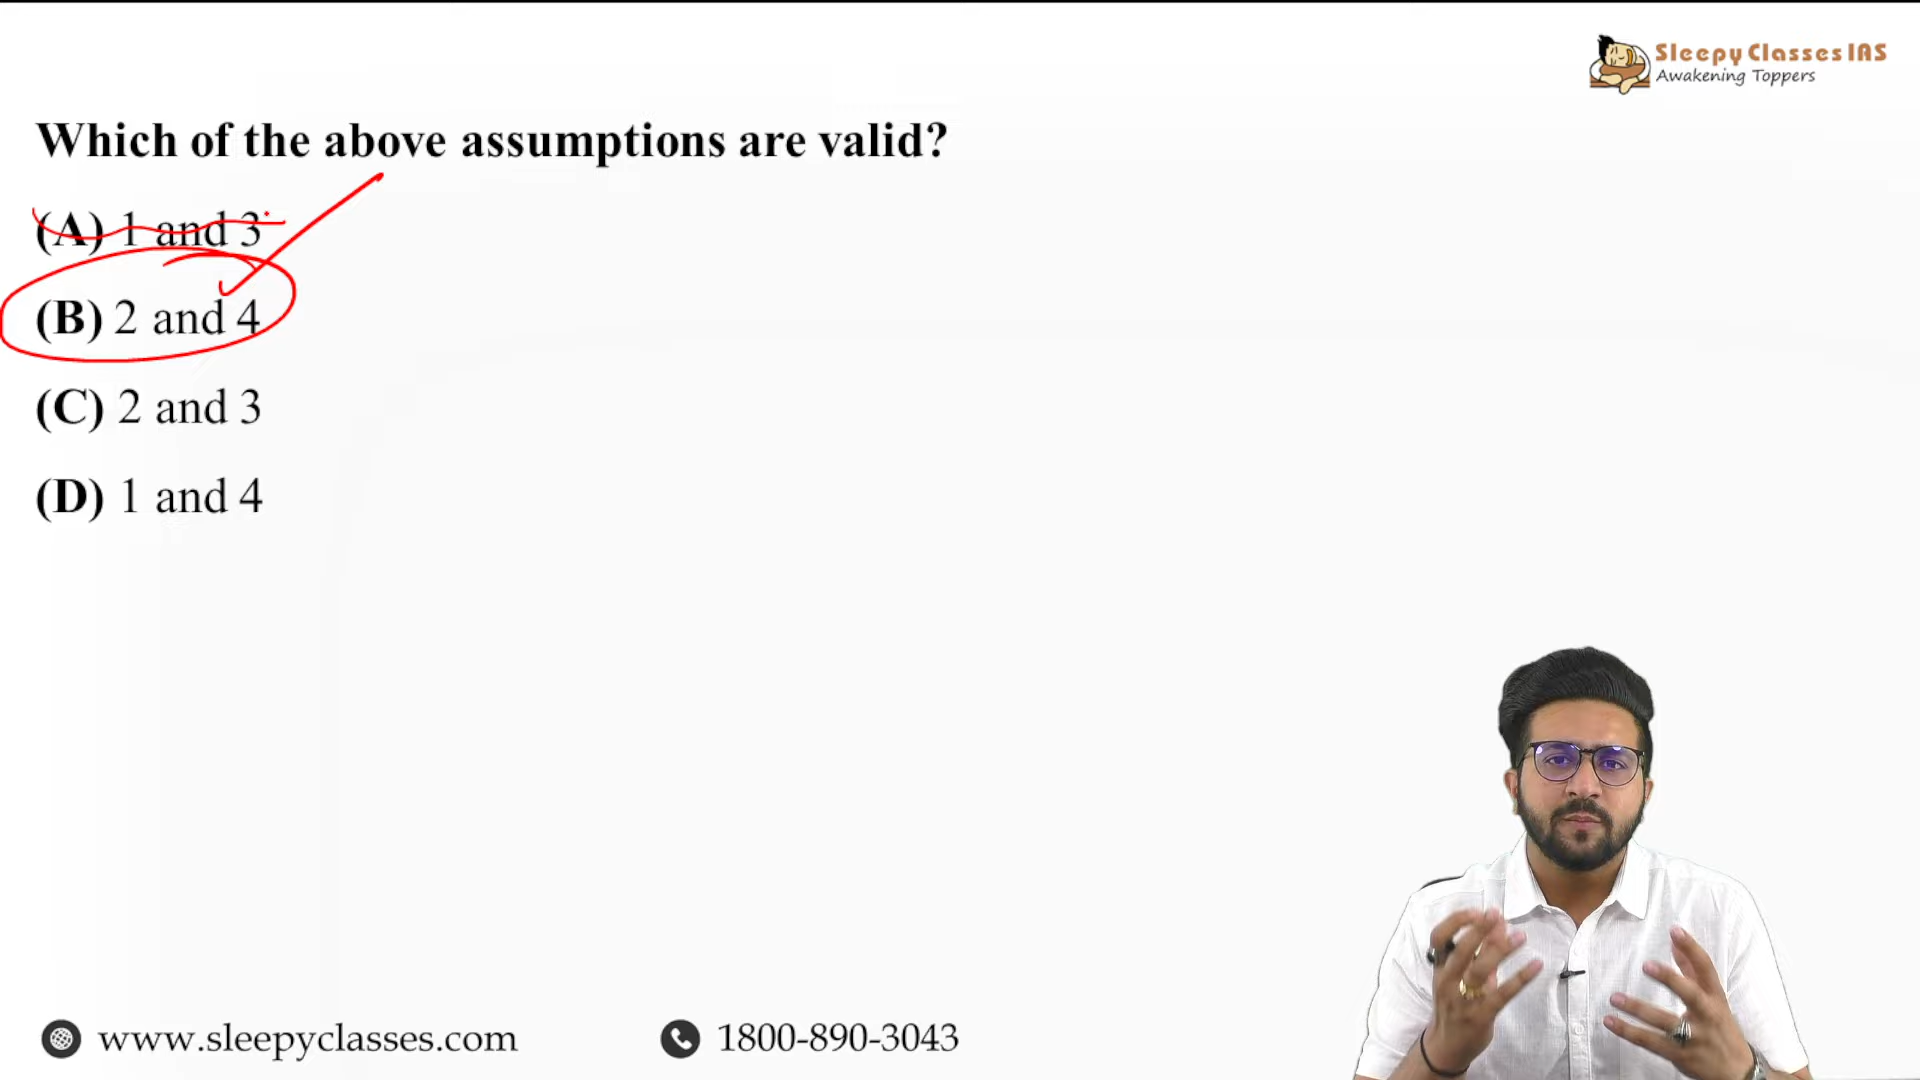 Sleepy Classes IAS
Awakening Toppers
Which of the above assumptions are valid?
(A) 1 and 3
(B) 2 and 4
(C) 2 and 3
(D) 1 and 4
www.sleepyclasses.com
1800-890-3043